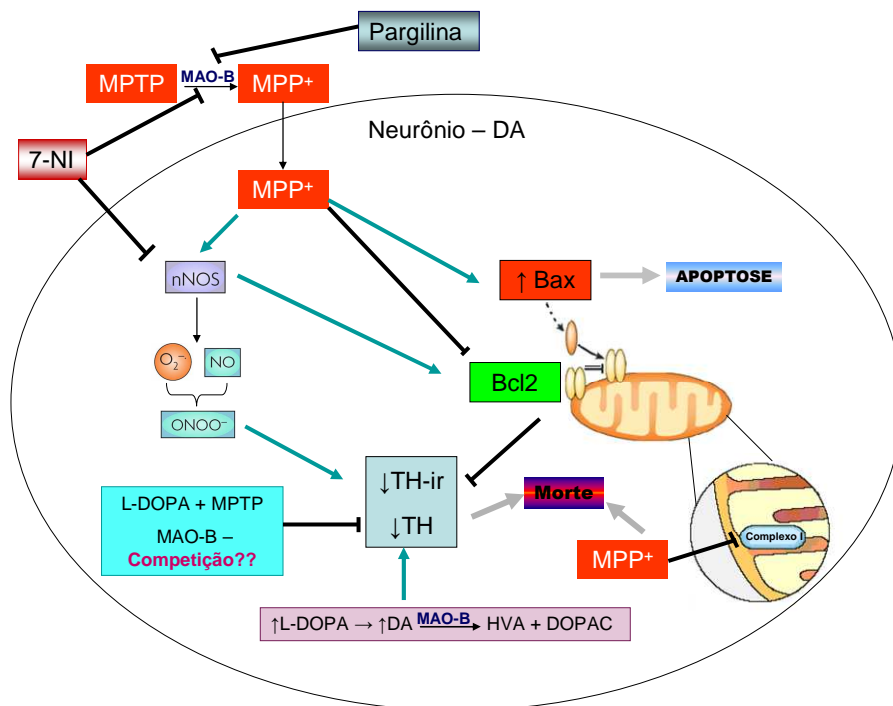 Pargilina
MPTP
MAO-B
MPP+
Neurônio – DA
7-NI
MPP+
nNOS
↑ Bax
APOPTOSE
O2–·
NO
Bcl2
ONOO–
↓TH-ir
↓TH
Morte
L-DOPA + MPTP
MAO-B –
Competição??
Complexo I
MPP+
↑L-DOPA → ↑DA MAO-B HVA + DOPAC